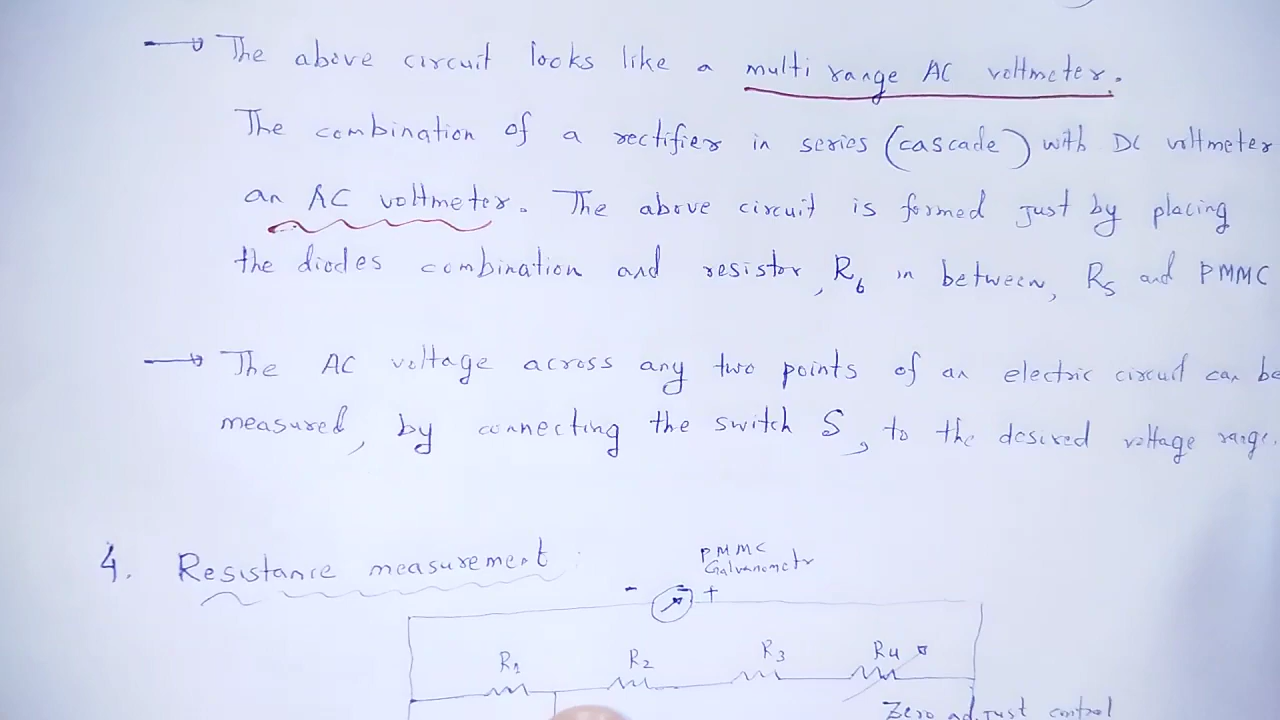 → The above circuit looks like a multi range AC voltmeter.
The combination of a rectifier in series (cascade) with DC voltmeter
an AC voltmeter. The above circuit is formed just by placing
the diodes combination and resistor, R6 in between, R5 and PMMC
→ The AC voltage across any two points of an electric circuit can be
measured, by connecting the switch S, to the desired voltage range.
4. Resistance measurement:
PMMC
Galvanometr
- +
R1 R2 R3 R4
Zero adjust control